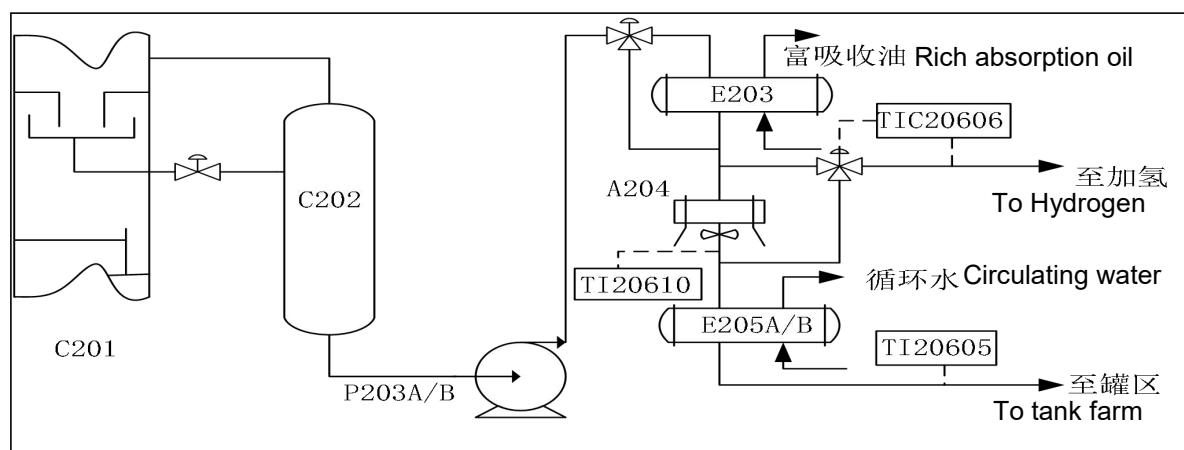 富吸收油 Rich absorption oil
E203
TIC20606
C202
A204
至加氢
To Hydrogen
TI20610
循环水 Circulating water
E205A/B
C201
TI20605
P203A/B
至罐区
To tank farm